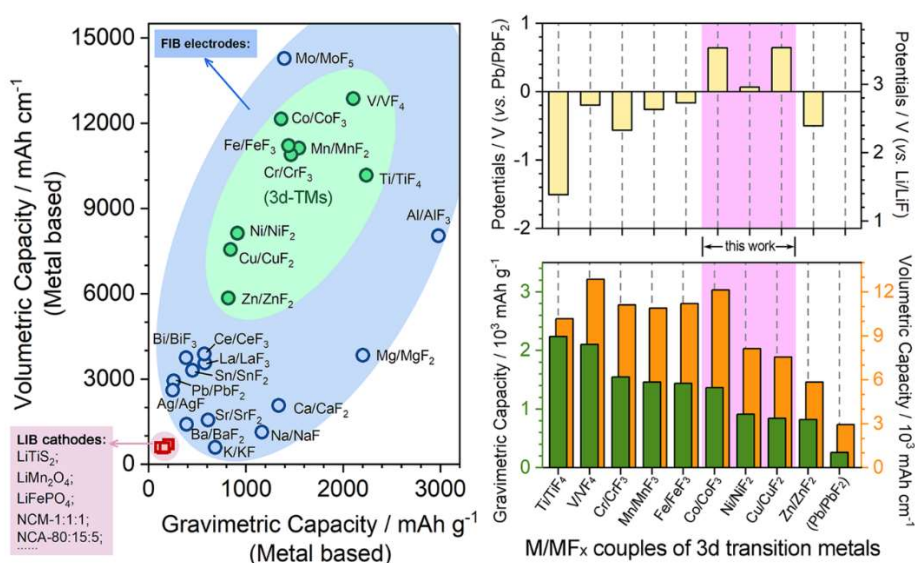 FIB electrodes:
Mo/MoF₅
V/VF₄
Co/CoF₃
Fe/FeF₃
Mn/MnF₂
Cr/CrF₃
(3d-TMs)
Ti/TiF₄
Al/AlF₃
Ni/NiF₂
Cu/CuF₂
Zn/ZnF₂
Bi/BiF₃
Ce/CeF₃
La/LaF₃
Sn/SnF₂
Pb/PbF₂
Ag/AgF
Mg/MgF₂
Sr/SrF₂
Ca/CaF₂
Ba/BaF₂
Na/NaF
K/KF
15000
12000
9000
6000
3000
0
Volumetric Capacity / mAh cm⁻³
(Metal based)
0 1000 2000 3000
Gravimetric Capacity / mAh g⁻¹
(Metal based)
LIB cathodes:
LiTiS₂;
LiMn₂O₄;
LiFePO₄;
NCM-1:1:1;
NCA-80:15:5;
......
Potentials / V (vs. Pb/PbF₂)
1
0
-1
-2
Potentials / V (vs. Li/LiF)
3
2
1
this work
Gravimetric Capacity / 10³ mAh g⁻¹
3
2
1
0
Volumetric Capacity / 10³ mAh cm⁻³
12
9
6
3
0
Ti/TiF₄
V/VF₄
Cr/CrF₃
Mn/MnF₃
Fe/FeF₃
Co/CoF₃
Ni/NiF₂
Cu/CuF₂
Zn/ZnF₂
(Pb/PbF₂)
M/MFx couples of 3d transition metals